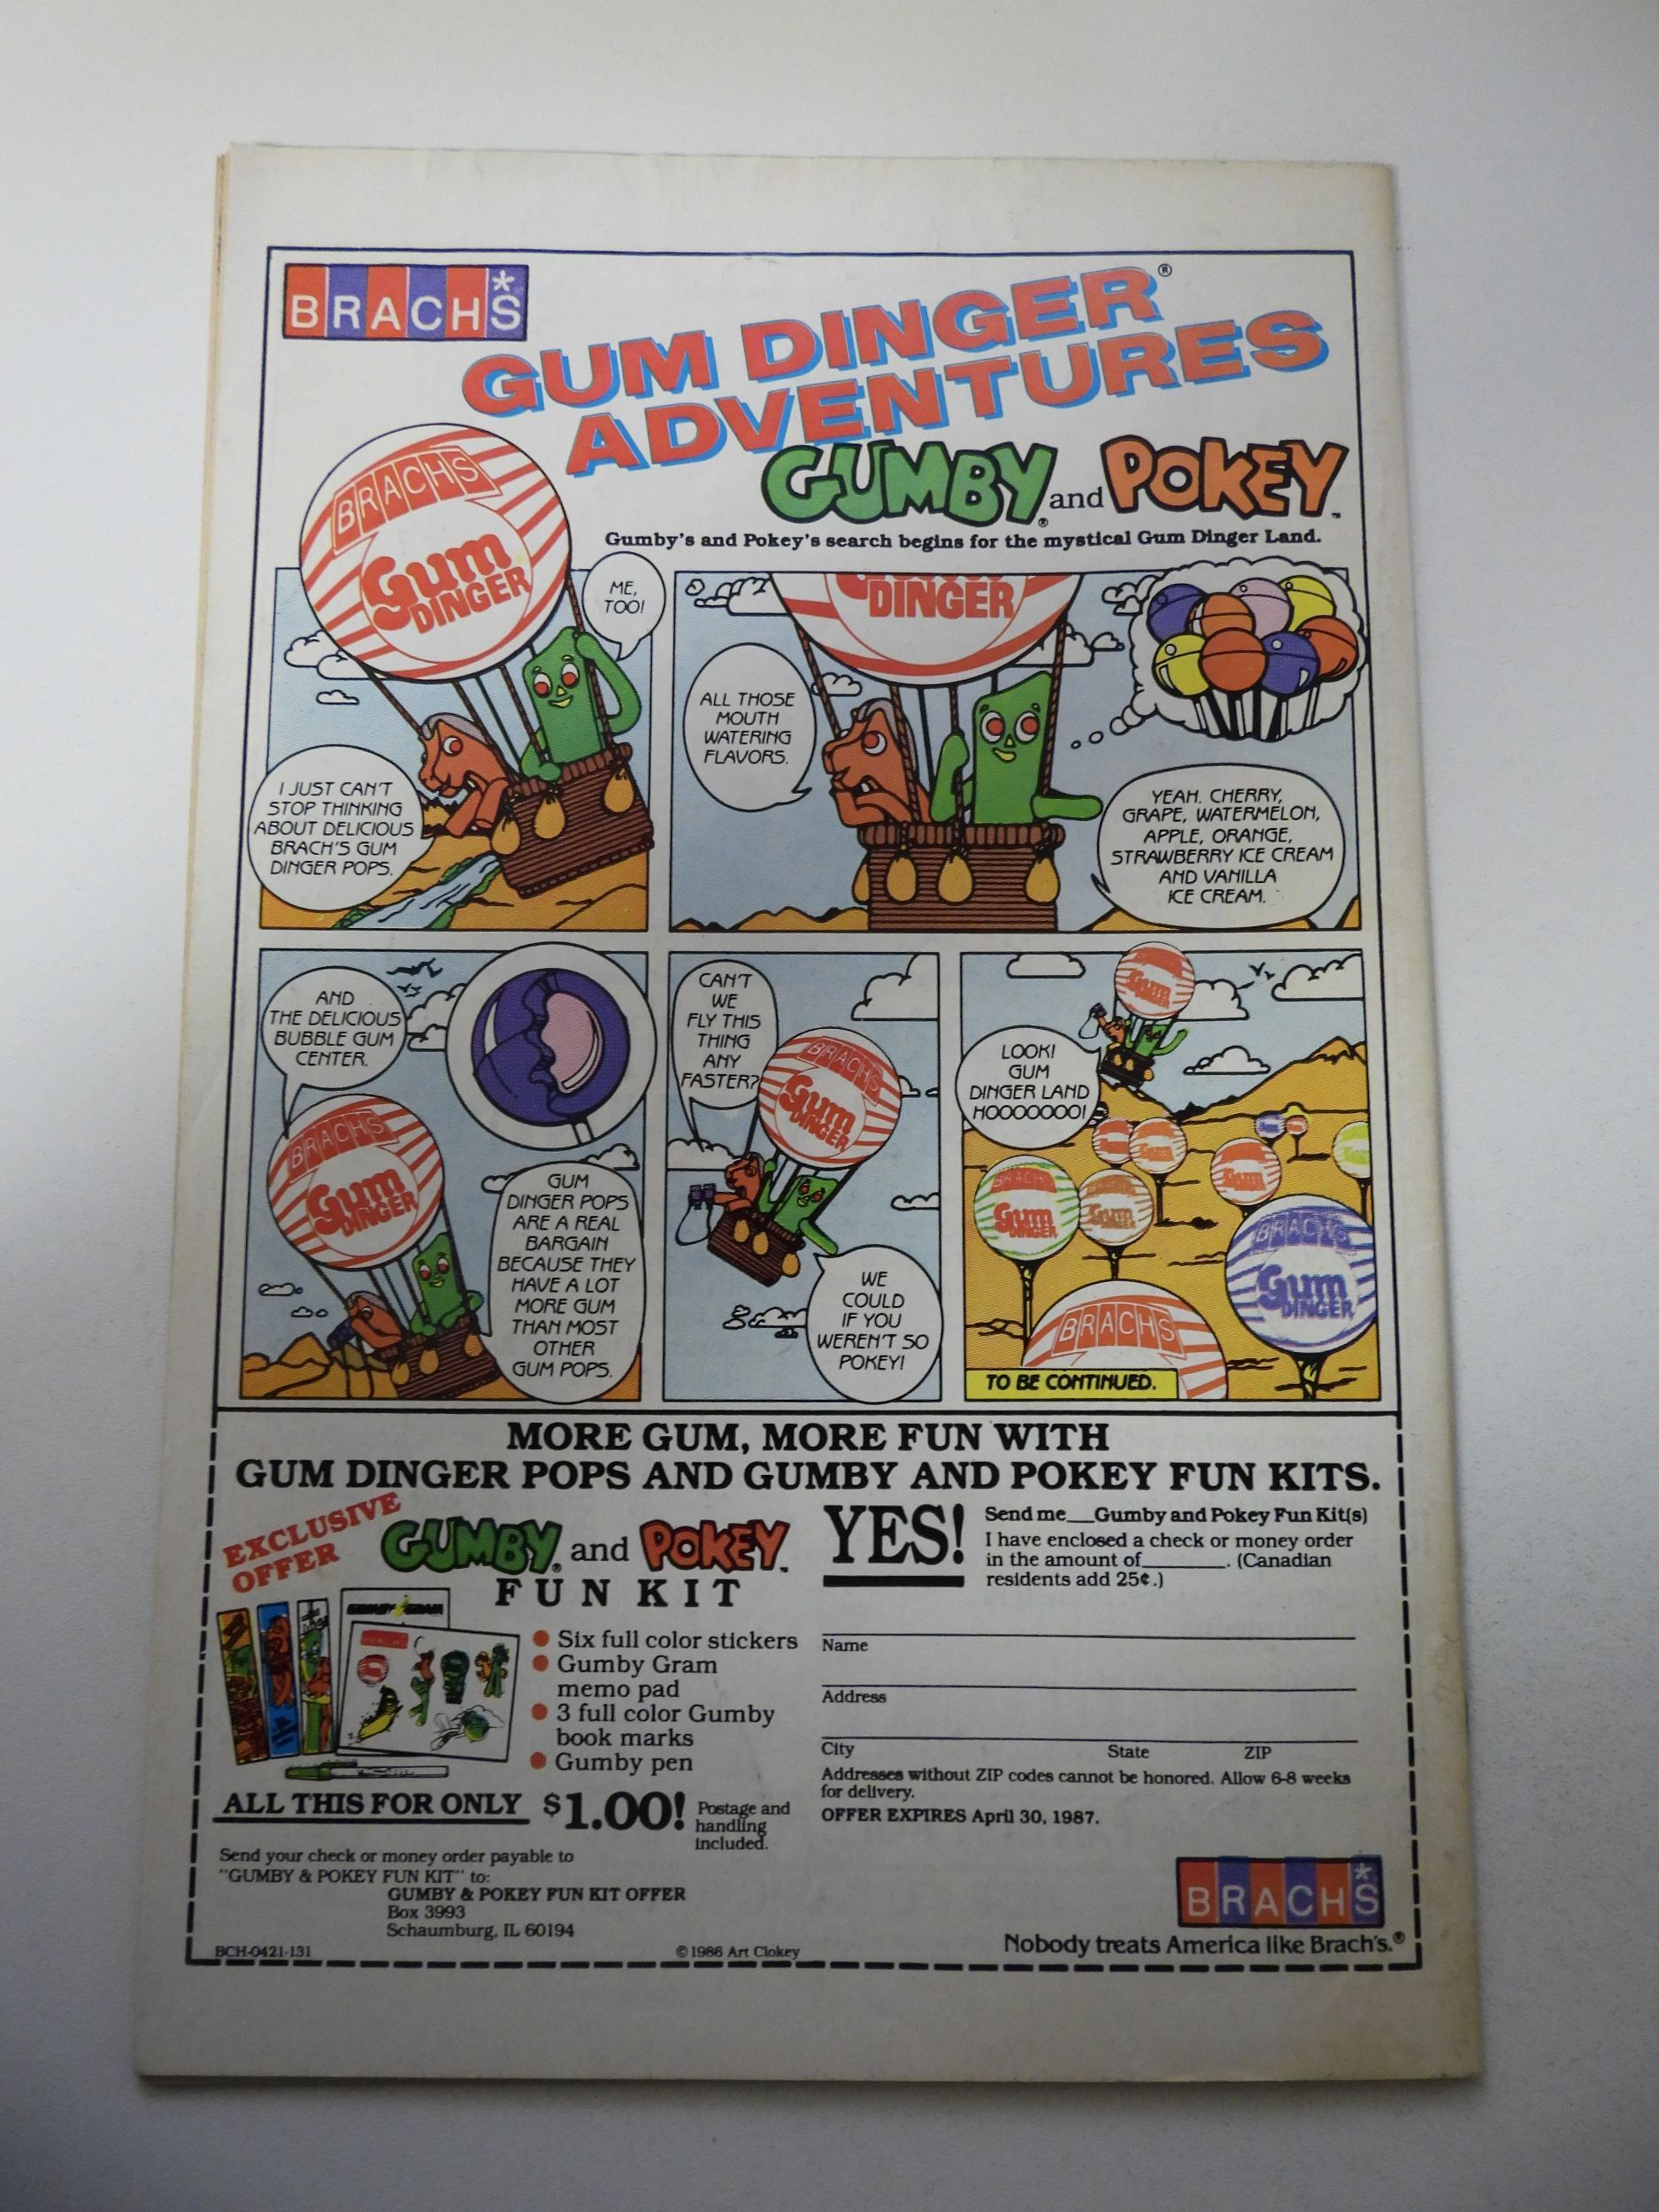 BRACH'S
GUM DINGER®
ADVENTURES
GUMBY® and POKEY™
Gumby's and Pokey's search begins for the mystical Gum Dinger Land.
BRACHS
Gum
DINGER
ME,
TOO!
I JUST CAN'T
STOP THINKING
ABOUT DELICIOUS
BRACH'S GUM
DINGER POPS.
DINGER
ALL THOSE
MOUTH
WATERING
FLAVORS.
YEAH. CHERRY,
GRAPE, WATERMELON,
APPLE, ORANGE,
STRAWBERRY ICE CREAM
AND VANILLA
ICE CREAM.
AND
THE DELICIOUS
BUBBLE GUM
CENTER.
BRACHS
Gum
DINGER
GUM
DINGER POPS
ARE A REAL
BARGAIN
BECAUSE THEY
HAVE A LOT
MORE GUM
THAN MOST
OTHER
GUM POPS.
CAN'T
WE
FLY THIS
THING
ANY
FASTER?
BRACHS
Gum
DINGER
WE
COULD
IF YOU
WEREN'T SO
POKEY!
Gum
LOOK!
GUM
DINGER LAND
HOOOOOOO!
BRACHS
Gum
DINGER
Gum
DINGER
Gum
BRACHS
Gum
DINGER
BRACHS
TO BE CONTINUED.
MORE GUM, MORE FUN WITH
GUM DINGER POPS AND GUMBY AND POKEY FUN KITS.
EXCLUSIVE
OFFER
GUMBY® and POKEY™
FUN KIT
• Six full color stickers
• Gumby Gram
memo pad
• 3 full color Gumby
book marks
• Gumby pen
ALL THIS FOR ONLY $1.00! Postage and
handling
included.
Send your check or money order payable to
"GUMBY & POKEY FUN KIT" to:
GUMBY & POKEY FUN KIT OFFER
Box 3993
Schaumburg, IL 60194
BCH-0421-131
©1986 Art Clokey
YES!
Send me___Gumby and Pokey Fun Kit(s)
I have enclosed a check or money order
in the amount of________. (Canadian
residents add 25¢.)
Name
Address
City State ZIP
Addresses without ZIP codes cannot be honored. Allow 6-8 weeks
for delivery.
OFFER EXPIRES April 30, 1987.
BRACH'S
Nobody treats America like Brach's.®